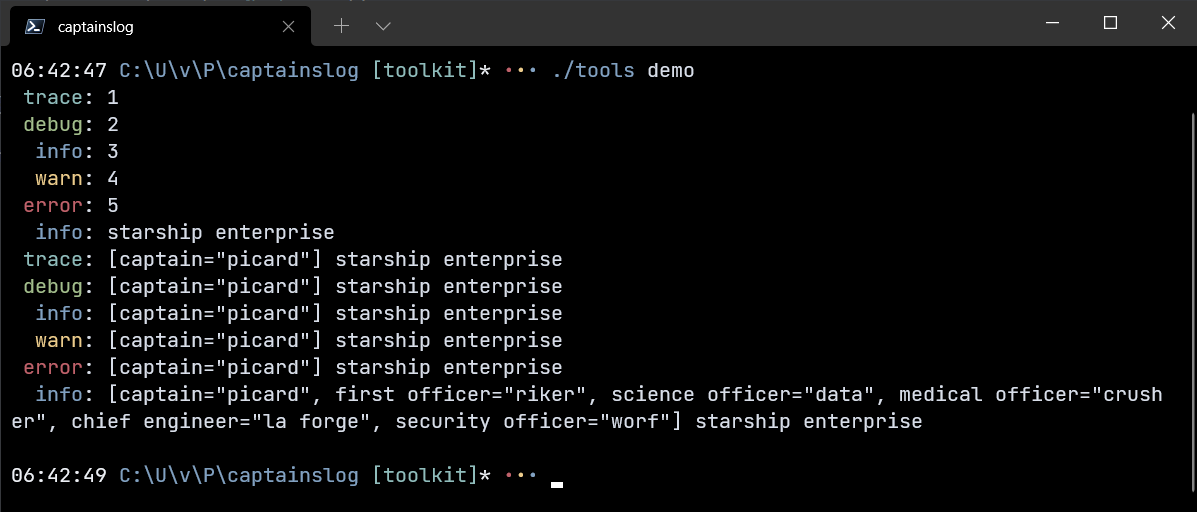 captainslog
06:42:47 C:\U\v\P\captainslog [toolkit]* ••• ./tools demo
trace: 1
debug: 2
info: 3
warn: 4
error: 5
info: starship enterprise
trace: [captain="picard"] starship enterprise
debug: [captain="picard"] starship enterprise
info: [captain="picard"] starship enterprise
warn: [captain="picard"] starship enterprise
error: [captain="picard"] starship enterprise
info: [captain="picard", first officer="riker", science officer="data", medical officer="crush
er", chief engineer="la forge", security officer="worf"] starship enterprise
06:42:49 C:\U\v\P\captainslog [toolkit]* •••